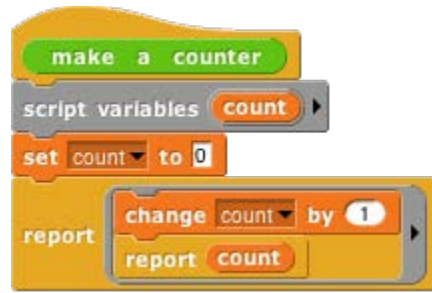 make a counter
script variables count
set count to 0
change count by 1
report
report count